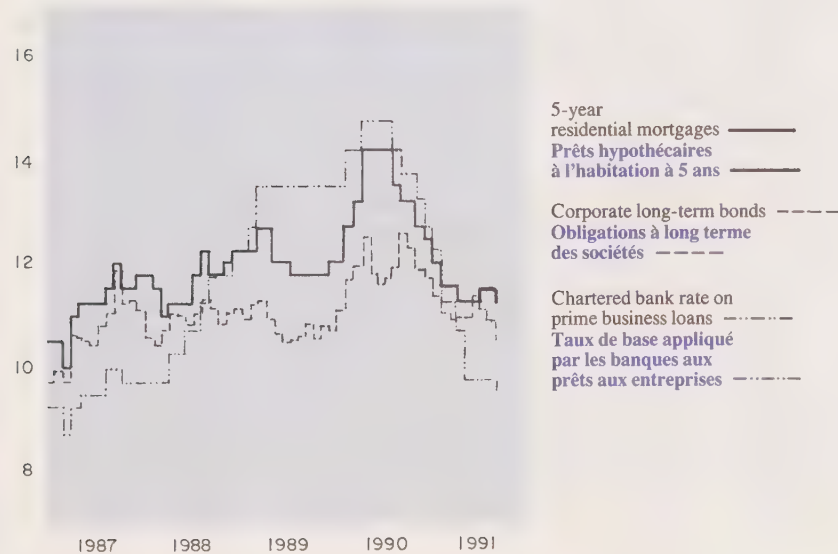 16
14
12
10
8
1987 1988 1989 1990 1991
5-year
residential mortgages
Prêts hypothécaires
à l'habitation à 5 ans
Corporate long-term bonds
Obligations à long terme
des sociétés
Chartered bank rate on
prime business loans
Taux de base appliqué
par les banques aux
prêts aux entreprises